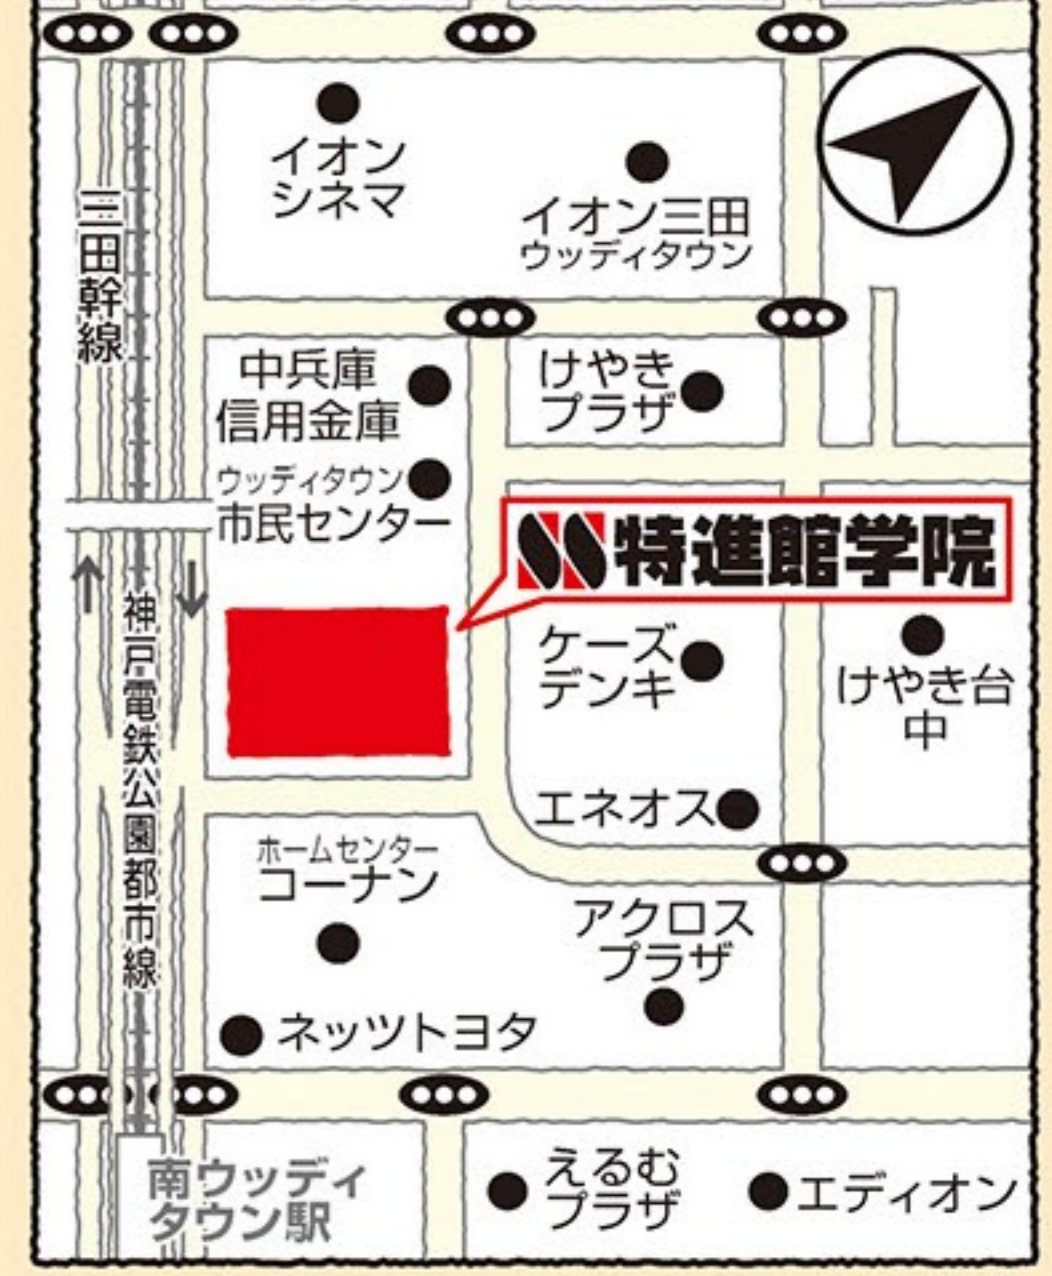 イオン
シネマ
イオン三田
ウッディタウン
三田幹線
中兵庫
信用金庫
けやき
プラザ
ウッディタウン
市民センター
特進館学院
神戸電鉄公園都市線
ケーズ
デンキ
けやき台
中
エネオス
ホームセンター
コーナン
アクロス
プラザ
ネッツトヨタ
南ウッディ
タウン駅
えるむ
プラザ
エディオン